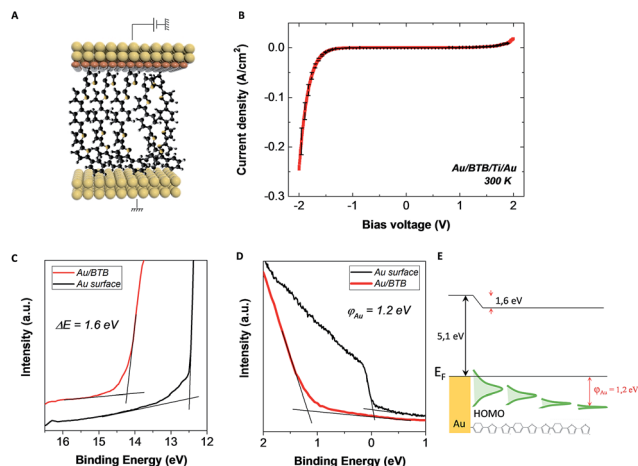 A
B
0.0
-0.1
-0.2
-0.3
Current density (A/cm²)
-2
-1
0
1
2
Bias voltage (V)
Au/BTB/Ti/Au
300 K
C
Au/BTB
Au surface
ΔE = 1.6 eV
Intensity (a.u.)
16
15
14
13
12
Binding Energy (eV)
D
Au surface
Au/BTB
φAu = 1.2 eV
Intensity (a.u.)
2
1
0
1
Binding Energy (eV)
E
1,6 eV
5,1 eV
EF
φAu = 1,2 eV
HOMO
Au